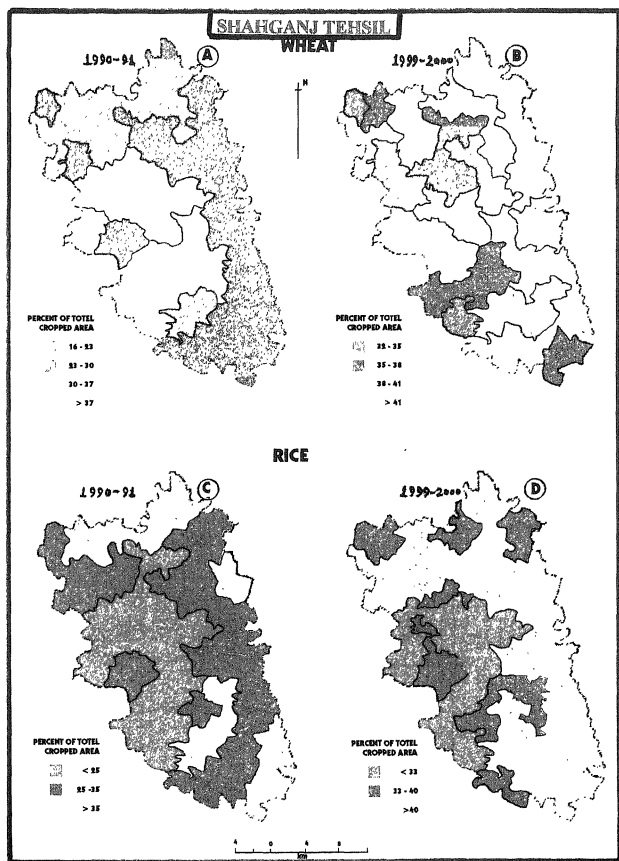 SHAHGANJ TEHSIL
WHEAT
1990-91
A
1999-2000
B
N
PERCENT OF TOTEL
CROPPED AREA
16 - 23
23 - 30
30 - 37
> 37
PERCENT OF TOTEL
CROPPED AREA
32 - 35
35 - 38
38 - 41
> 41
RICE
1990-91
C
1999-2000
D
PERCENT OF TOTEL
CROPPED AREA
< 25
25 - 35
> 35
PERCENT OF TOTEL
CROPPED AREA
< 33
33 - 40
>40
4 0 4 8
km